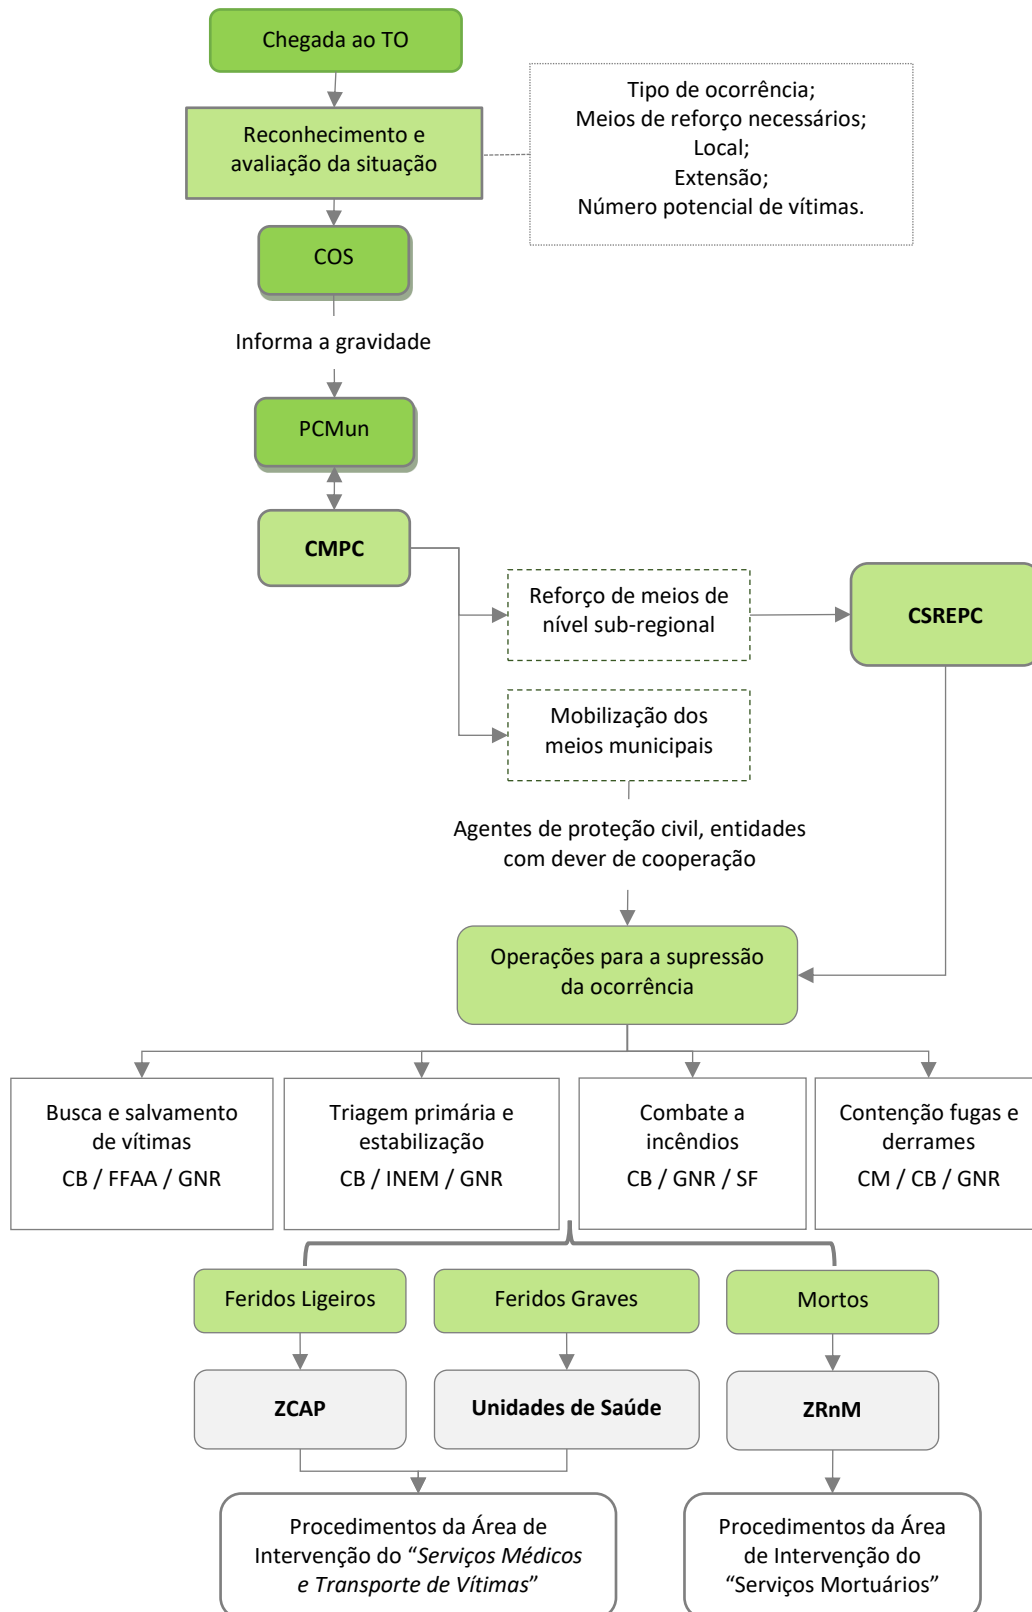 Chegada ao TO
Reconhecimento e
avaliação da situação
Tipo de ocorrência;
Meios de reforço necessários;
Local;
Extensão;
Número potencial de vítimas.
COS
Informa a gravidade
PCMun
CMPC
Reforço de meios de
nível sub-regional
CSREPC
Mobilização dos
meios municipais
Agentes de proteção civil, entidades
com dever de cooperação
Operações para a supressão
da ocorrência
Busca e salvamento
de vítimas
CB / FFAA / GNR
Triagem primária e
estabilização
CB / INEM / GNR
Combate a
incêndios
CB / GNR / SF
Contenção fugas e
derrames
CM / CB / GNR
Feridos Ligeiros
Feridos Graves
Mortos
ZCAP
Unidades de Saúde
ZRnM
Procedimentos da Área de
Intervenção do “Serviços Médicos
e Transporte de Vítimas”
Procedimentos da Área
de Intervenção do
“Serviços Mortuários”